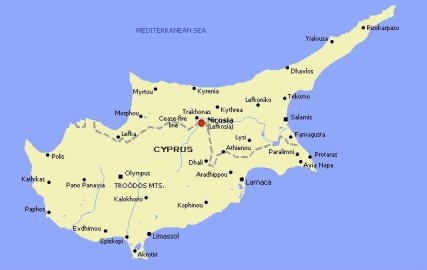 MEDITERRANEAN SEA
Rizokarpaso
Yialousa
Dhavlos
Myrtou
Kyrenia
Trikomo
Lefkoniko
Kythrea
Morphou
Trakhonas
Cease-fire
line
Nicosia
(Lefkosia)
Salamis
Lefka
Lysi
Famagusta
CYPRUS
Athienou
Paralimni
Protaras
Polis
Dhali
Ayia Napa
Olympus
Aradhippou
Kathikas
Pano Panayia
TROÖDOS MTS.
Larnaca
Kalokhorio
Kophinou
Paphos
Evdhimou
Episkopi
Limassol
Akrotiri